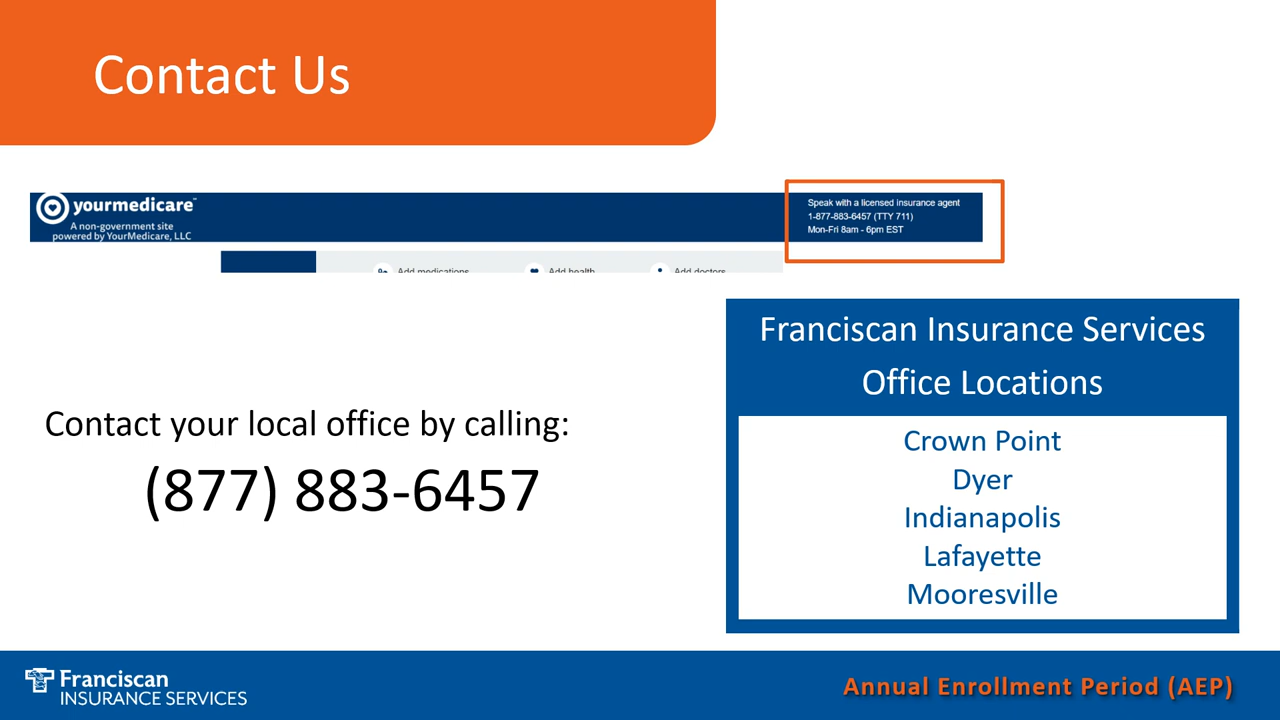 Contact Us
yourmedicare™
A non-government site
powered by YourMedicare, LLC
Speak with a licensed insurance agent
1-877-883-6457 (TTY 711)
Mon-Fri 8am - 6pm EST
Add medications
Add health
Add doctors
Contact your local office by calling:
(877) 883-6457
Franciscan Insurance Services
Office Locations
Crown Point
Dyer
Indianapolis
Lafayette
Mooresville
Franciscan
INSURANCE SERVICES
Annual Enrollment Period (AEP)